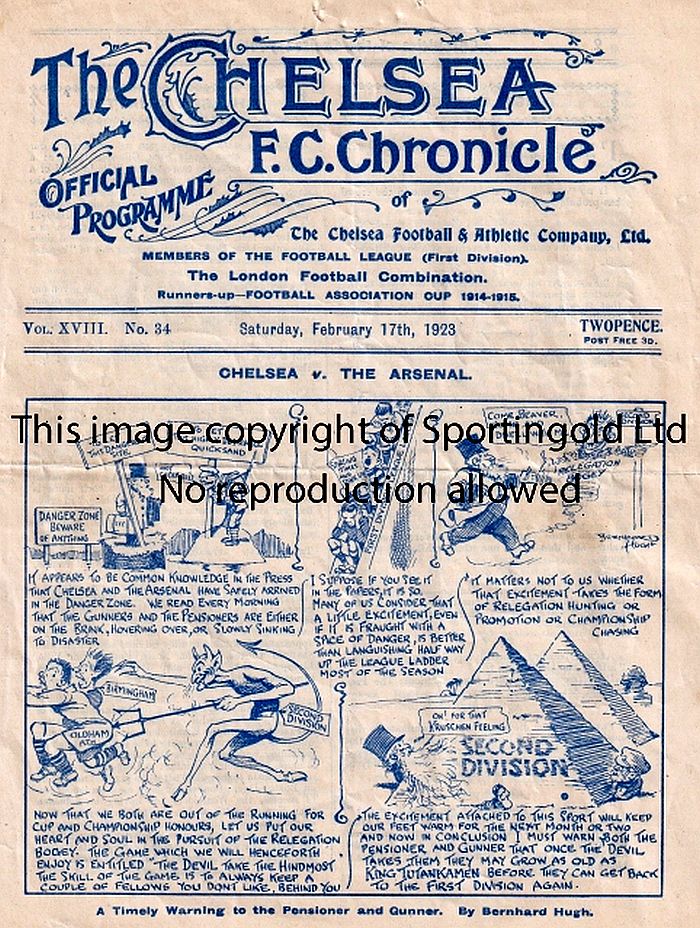 The CHELSEA
F.C. Chronicle
OFFICIAL
PROGRAMME
of
The Chelsea Football & Athletic Company, Ltd.
MEMBERS OF THE FOOTBALL LEAGUE (First Division).
The London Football Combination.
Runners-up—FOOTBALL ASSOCIATION CUP 1914-1915.
VOL. XVIII. No. 34 Saturday, February 17th, 1923 TWOPENCE.
POST FREE 3D.
CHELSEA v. THE ARSENAL.
This image copyright of Sportingold Ltd
No reproduction allowed
QUICKSAND
DANGER ZONE
BEWARE
OF ANYTHING
COME BEAVER,
RELEGATION
IT APPEARS TO BE COMMON KNOWLEDGE IN THE PRESS
THAT CHELSEA AND THE ARSENAL HAVE SAFELY ARRIVED
IN THE DANGER ZONE. WE READ EVERY MORNING
THAT THE GUNNERS AND THE PENSIONERS ARE EITHER
ON THE BRINK, HOVERING OVER, OR SLOWLY SINKING
TO DISASTER
I SUPPOSE IF YOU SEE IT
IN THE PAPERS, IT IS SO.
MANY OF US CONSIDER THAT
A LITTLE EXCITEMENT, EVEN
IF IT IS FRAUGHT WITH A
SPICE OF DANGER, IS BETTER
THAN LANGUISHING HALF WAY
UP THE LEAGUE LADDER
MOST OF THE SEASON
IT MATTERS NOT TO US WHETHER
THAT EXCITEMENT TAKES THE FORM
OF RELEGATION HUNTING OR
PROMOTION OR CHAMPIONSHIP
CHASING
BIRMINGHAM
OLDHAM
ATH
SECOND
DIVISION
OH! FOR THAT
KRUSCHEN FEELING
SECOND
DIVISION
NOW THAT WE BOTH ARE OUT OF THE RUNNING FOR
CUP AND CHAMPIONSHIP HONOURS, LET US PUT OUR
HEART AND SOUL IN THE PURSUIT OF THE RELEGATION
BOGEY. THE GAME WHICH WE WILL HENCEFORTH
ENJOY IS ENTITLED "THE DEVIL TAKE THE HINDMOST
THE SKILL OF THE GAME IS TO ALWAYS KEEP A
COUPLE OF FELLOWS YOU DONT LIKE, BEHIND YOU
THE EXCITEMENT ATTACHED TO THIS SPORT WILL KEEP
OUR FEET WARM FOR THE NEXT MONTH OR TWO
AND NOW IN CONCLUSION I MUST WARN BOTH THE
PENSIONER AND GUNNER THAT ONCE THE DEVIL
TAKES THEM THEY MAY GROW AS OLD AS
KING TUTANKAMEN BEFORE THEY CAN GET BACK
TO THE FIRST DIVISION AGAIN.
A Timely Warning to the Pensioner and Gunner. By Bernhard Hugh.